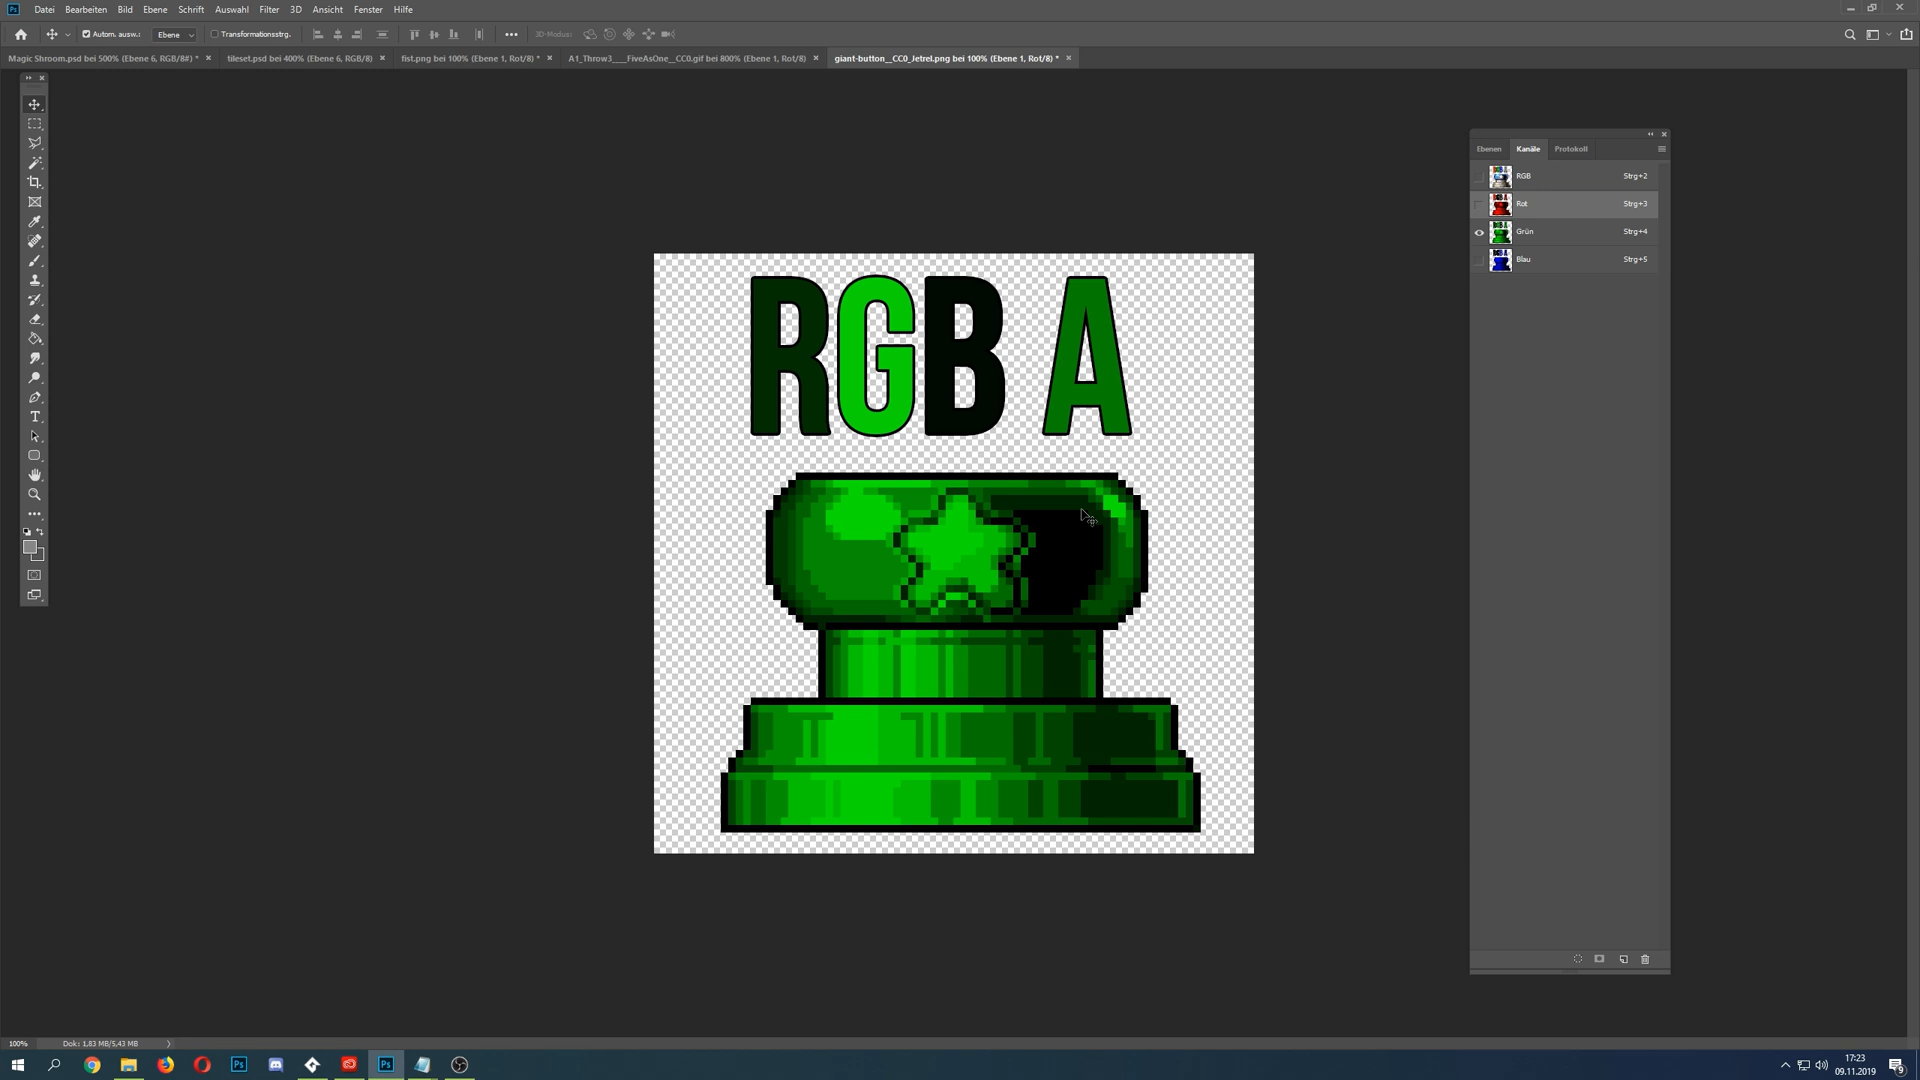 Datei Bearbeiten Bild Ebene Schrift Auswahl Filter 3D Ansicht Fenster Hilfe
Autom. ausw.: Ebene Transformationsstrg. 3D-Modus:
Magic Shroom.psd bei 500% (Ebene 6, RGB/8#) * tileset.psd bei 400% (Ebene 6, RGB/8) fist.png bei 100% (Ebene 1, Rot/8) * A1_Throw3____FiveAsOne__CC0.gif bei 800% (Ebene 1, Rot/8) giant-button__CC0_Jetrel.png bei 100% (Ebene 1, Rot/8) *
Ebenen Kanäle Protokoll
RGB Strg+2
Rot Strg+3
Grün Strg+4
Blau Strg+5
RGB A
100% Dok: 1,83 MB/5,43 MB
17:23
09.11.2019